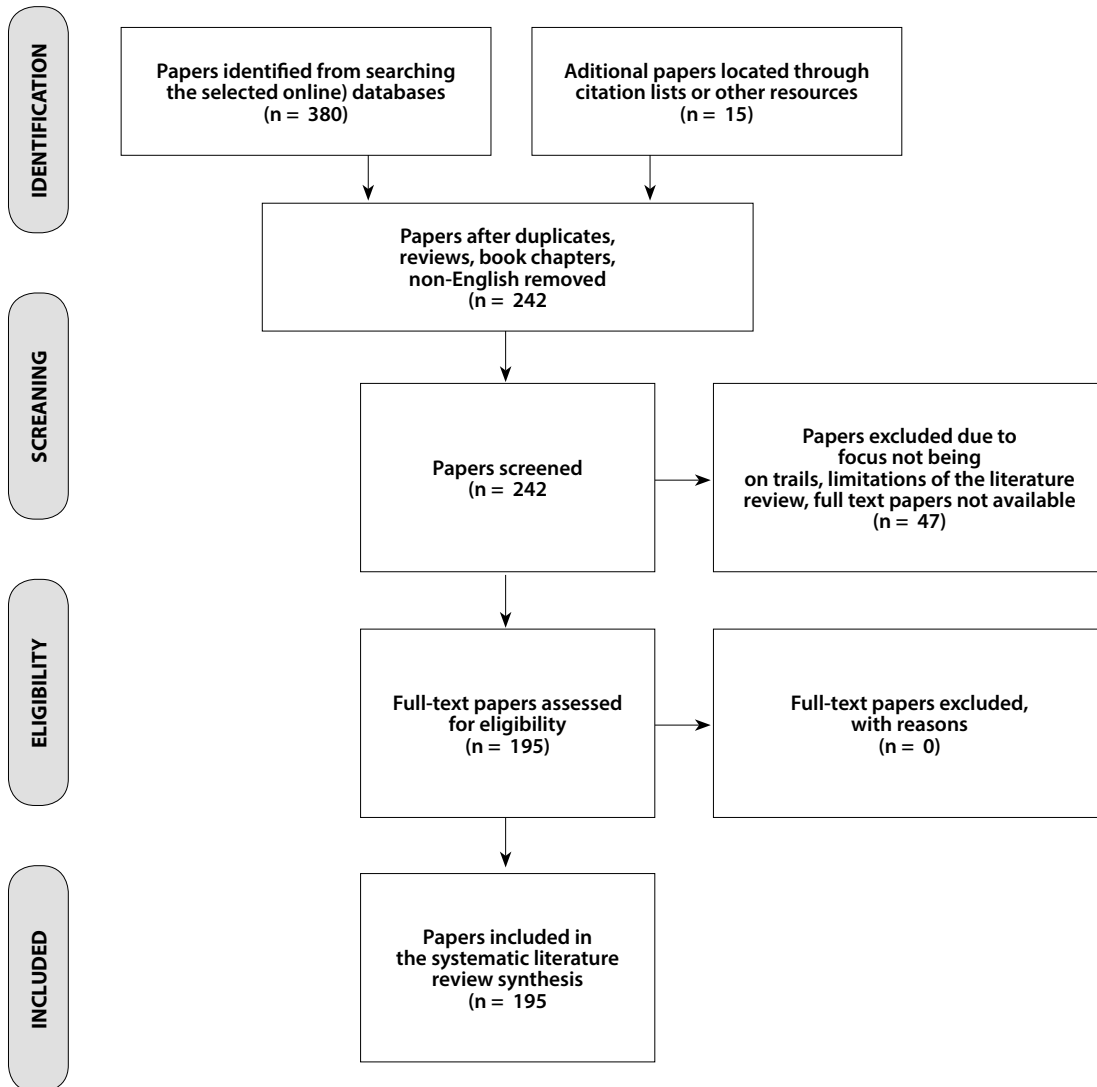 IDENTIFICATION
Papers identified from searching
the selected online) databases
(n = 380)
Aditional papers located through
citation lists or other resources
(n = 15)
Papers after duplicates,
reviews, book chapters,
non-English removed
(n = 242
SCREANING
Papers screened
(n = 242
Papers excluded due to
focus not being
on trails, limitations of the literature
review, full text papers not available
(n = 47)
ELIGIBILITY
Full-text papers assessed
for eligibility
(n = 195)
Full-text papers excluded,
with reasons
(n = 0)
INCLUDED
Papers included in
the systematic literature
review synthesis
(n = 195